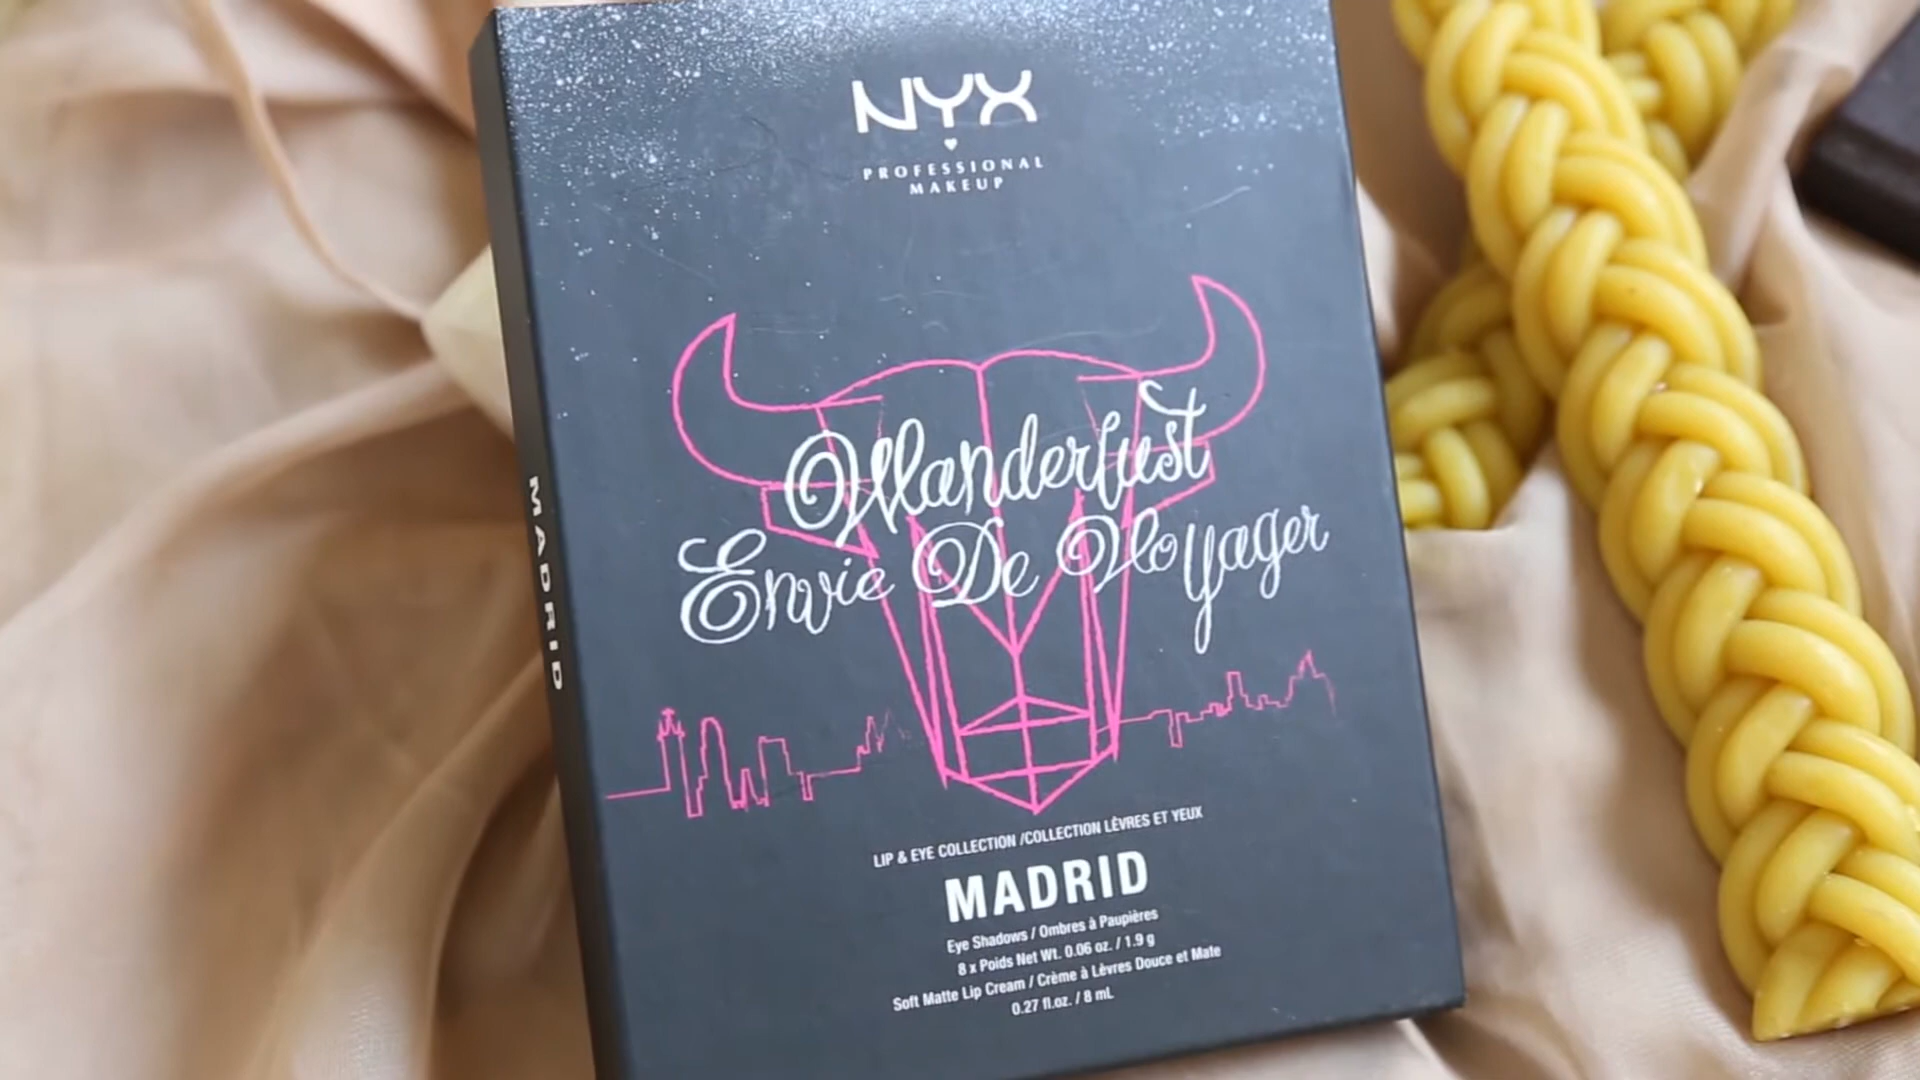 NYX
PROFESSIONAL
MAKEUP
Wanderlust
Envie De Voyager
MADRID
LIP & EYE COLLECTION /COLLECTION LÈVRES ET YEUX
MADRID
Eye Shadows / Ombres à Paupières
8 x Poids Net Wt. 0.06 oz. / 1.9 g
Soft Matte Lip Cream / Crème à Lèvres Douce et Mate
0.27 fl.oz. / 8 mL